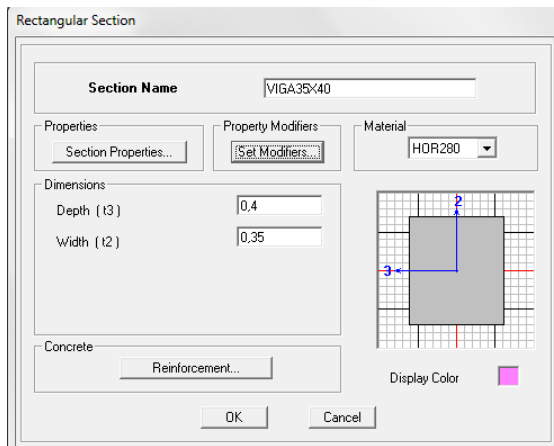 Rectangular Section
Section Name VIGA35X40
Properties Property Modifiers Material
Section Properties... Set Modifiers... HOR280
Dimensions
Depth ( t3 ) 0,4
Width ( t2 ) 0,35
2
3
Concrete
Reinforcement...
Display Color
OK Cancel